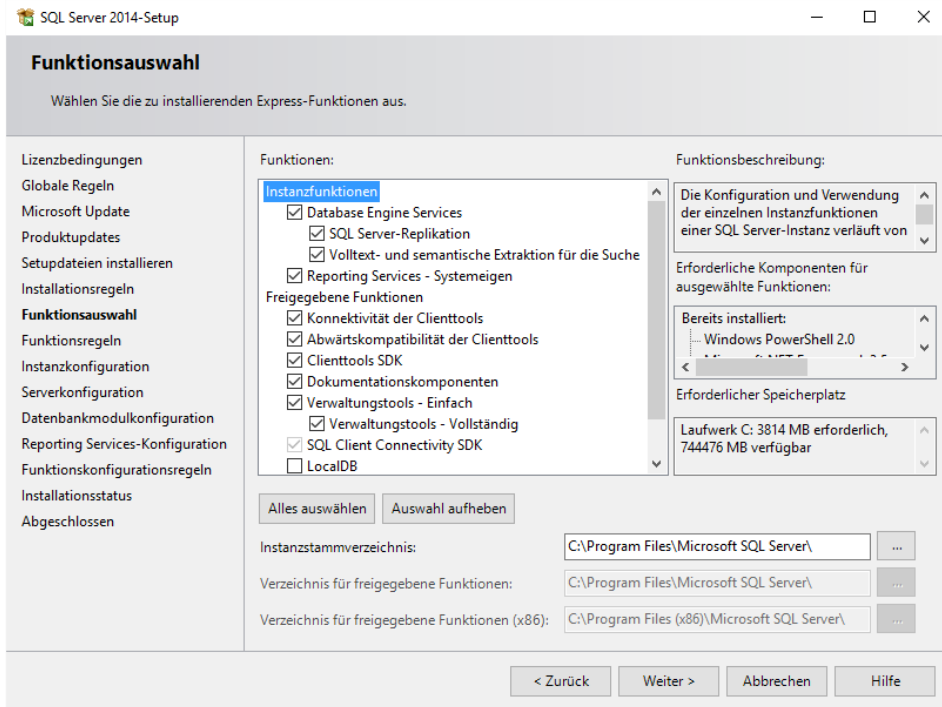 SQL Server 2014-Setup
Funktionsauswahl
Wählen Sie die zu installierenden Express-Funktionen aus.
Lizenzbedingungen
Globale Regeln
Microsoft Update
Produktupdates
Setupdateien installieren
Installationsregeln
Funktionsauswahl
Funktionsregeln
Instanzkonfiguration
Serverkonfiguration
Datenbankmodulkonfiguration
Reporting Services-Konfiguration
Funktionskonfigurationsregeln
Installationsstatus
Abgeschlossen
Funktionen:
Instanzfunktionen
Database Engine Services
SQL Server-Replikation
Volltext- und semantische Extraktion für die Suche
Reporting Services - Systemeigen
Freigegebene Funktionen
Konnektivität der Clienttools
Abwärtskompatibilität der Clienttools
Clienttools SDK
Dokumentationskomponenten
Verwaltungstools - Einfach
Verwaltungstools - Vollständig
SQL Client Connectivity SDK
LocalDB
Funktionsbeschreibung:
Die Konfiguration und Verwendung
der einzelnen Instanzfunktionen
einer SQL Server-Instanz verläuft von
Erforderliche Komponenten für
ausgewählte Funktionen:
Bereits installiert:
Windows PowerShell 2.0
Erforderlicher Speicherplatz
Laufwerk C: 3814 MB erforderlich,
744476 MB verfügbar
Alles auswählen
Auswahl aufheben
Instanzstammverzeichnis:
C:\Program Files\Microsoft SQL Server\
...
Verzeichnis für freigegebene Funktionen:
C:\Program Files\Microsoft SQL Server\
...
Verzeichnis für freigegebene Funktionen (x86):
C:\Program Files (x86)\Microsoft SQL Server\
...
< Zurück
Weiter >
Abbrechen
Hilfe